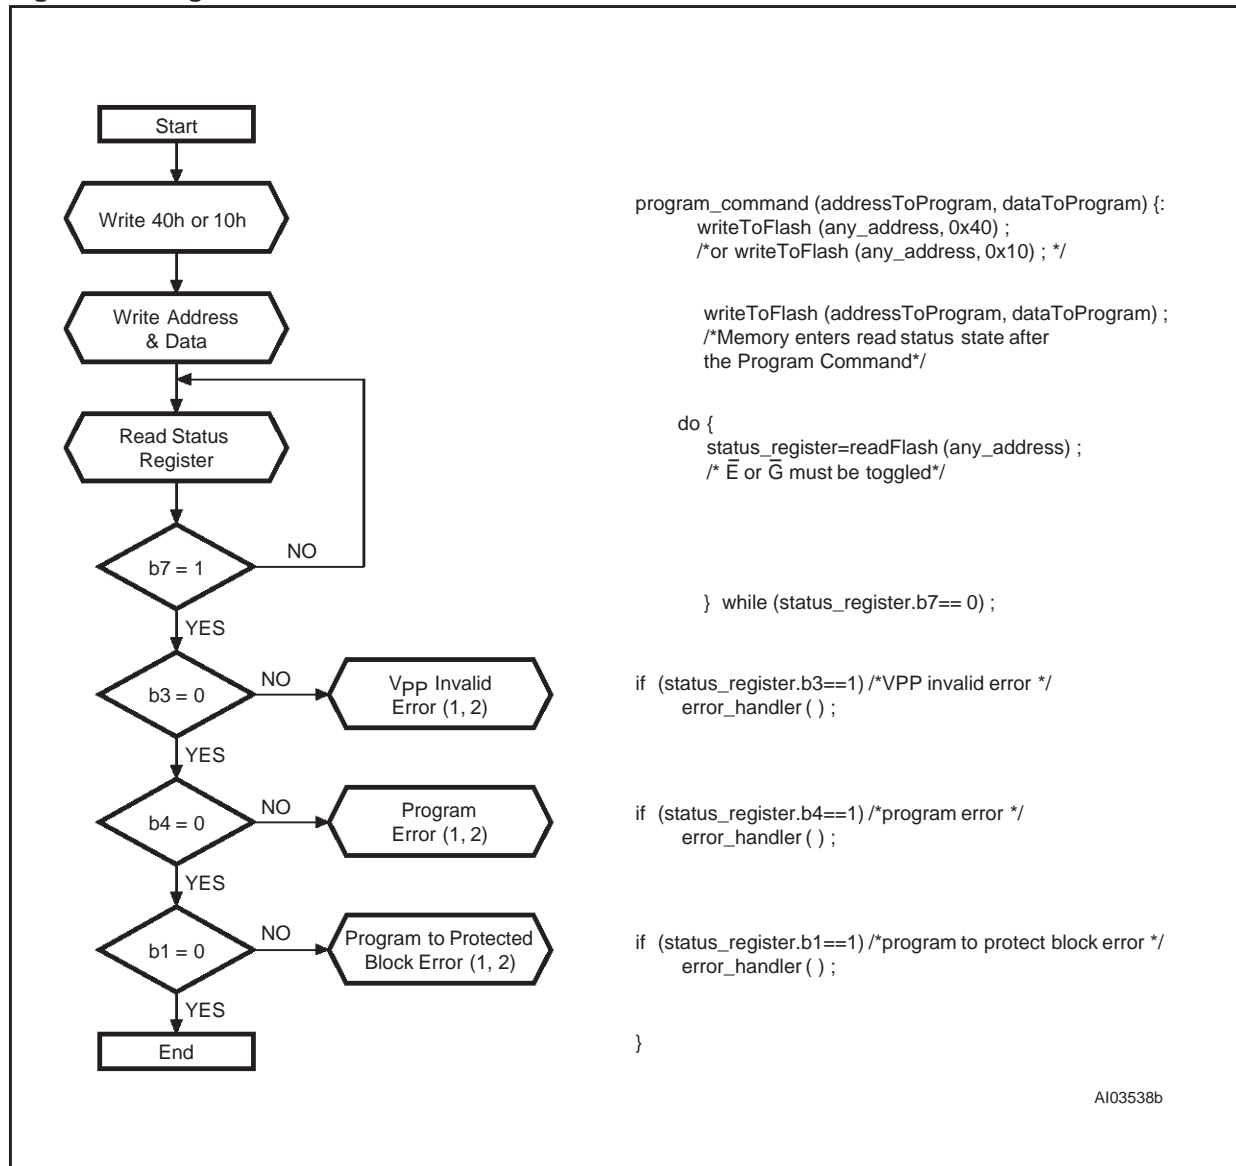 Start
Write 40h or 10h
Write Address
& Data
Read Status
Register
b7 = 1
NO
YES
b3 = 0
NO
VPP Invalid
Error (1, 2)
YES
b4 = 0
NO
Program
Error (1, 2)
YES
b1 = 0
NO
Program to Protected
Block Error (1, 2)
YES
End
program_command (addressToProgram, dataToProgram) {:
writeToFlash (any_address, 0x40) ;
/*or writeToFlash (any_address, 0x10) ; */
writeToFlash (addressToProgram, dataToProgram) ;
/*Memory enters read status state after
the Program Command*/
do {
status_register=readFlash (any_address) ;
/* E̅ or G̅ must be toggled*/
} while (status_register.b7== 0) ;
if (status_register.b3==1) /*VPP invalid error */
error_handler ( ) ;
if (status_register.b4==1) /*program error */
error_handler ( ) ;
if (status_register.b1==1) /*program to protect block error */
error_handler ( ) ;
}
AI03538b